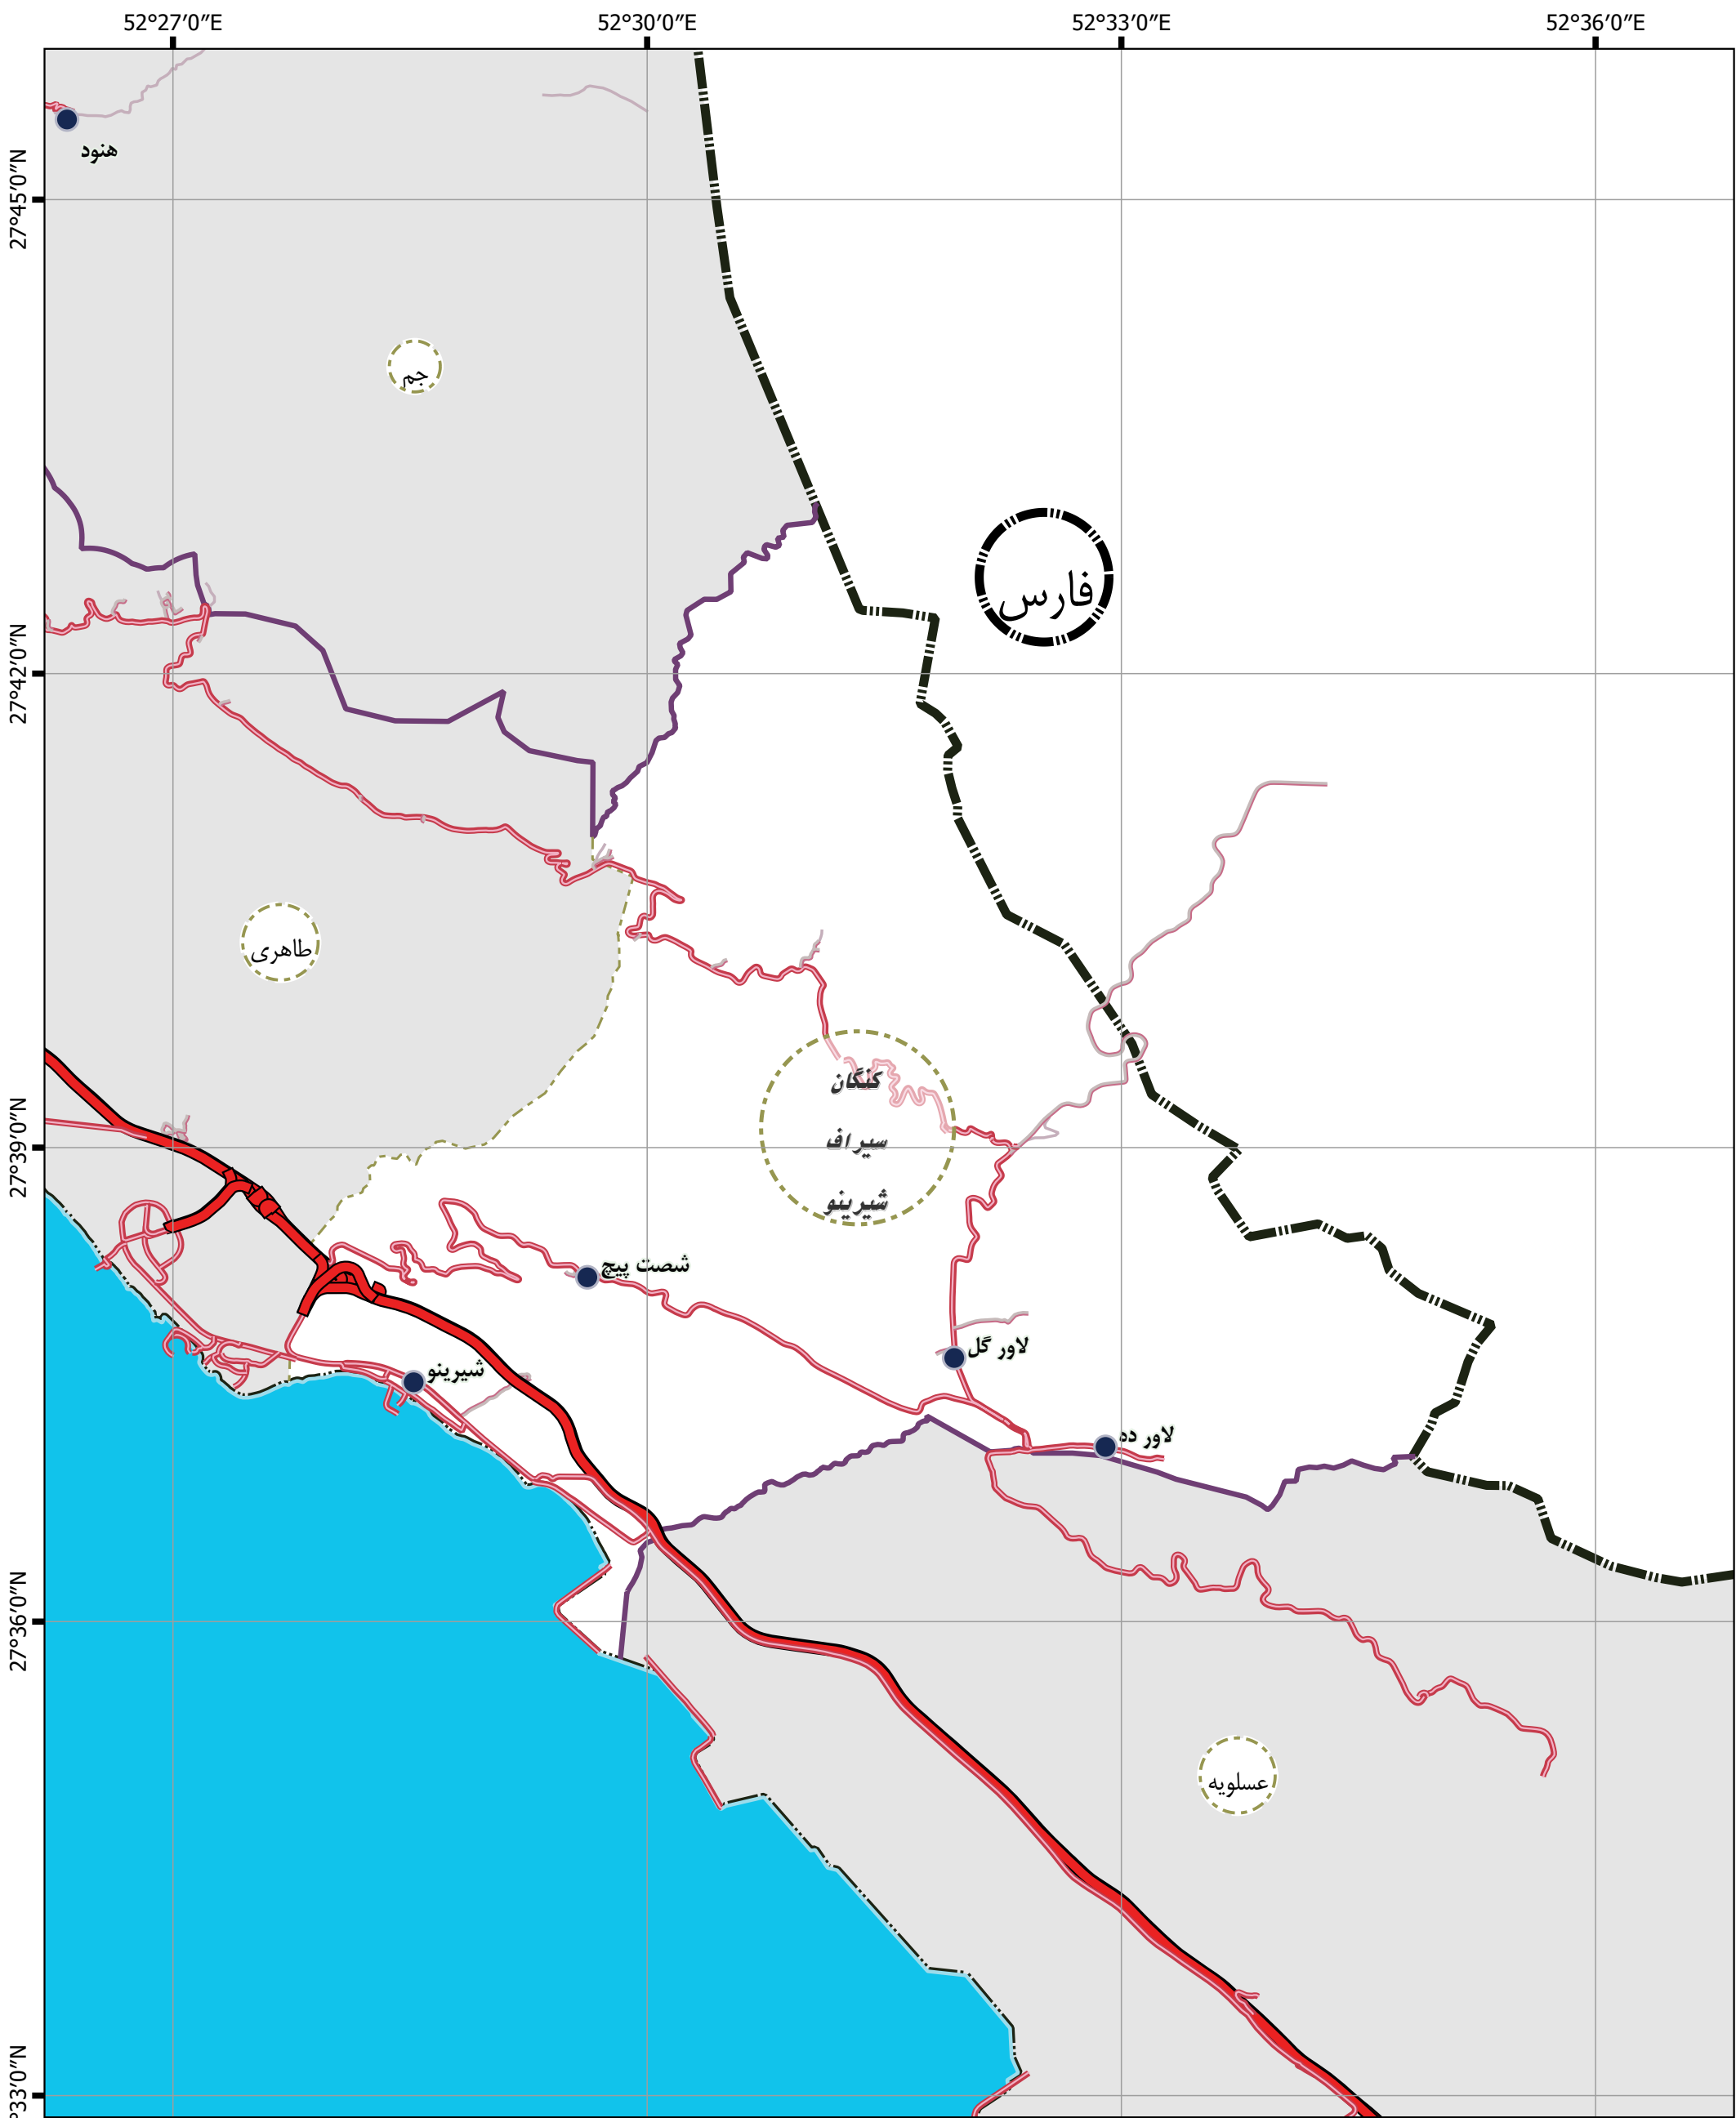 52°27′0″E 52°30′0″E 52°33′0″E 52°36′0″E
هنود
27°45′0″N
جم
فارس
27°42′0″N
طاهری
کنگان
سیراف
شیرینو
27°39′0″N
شصت پیچ
لاور گل
شیرینو
لاور ده
27°36′0″N
عسلویه
°33′0″N